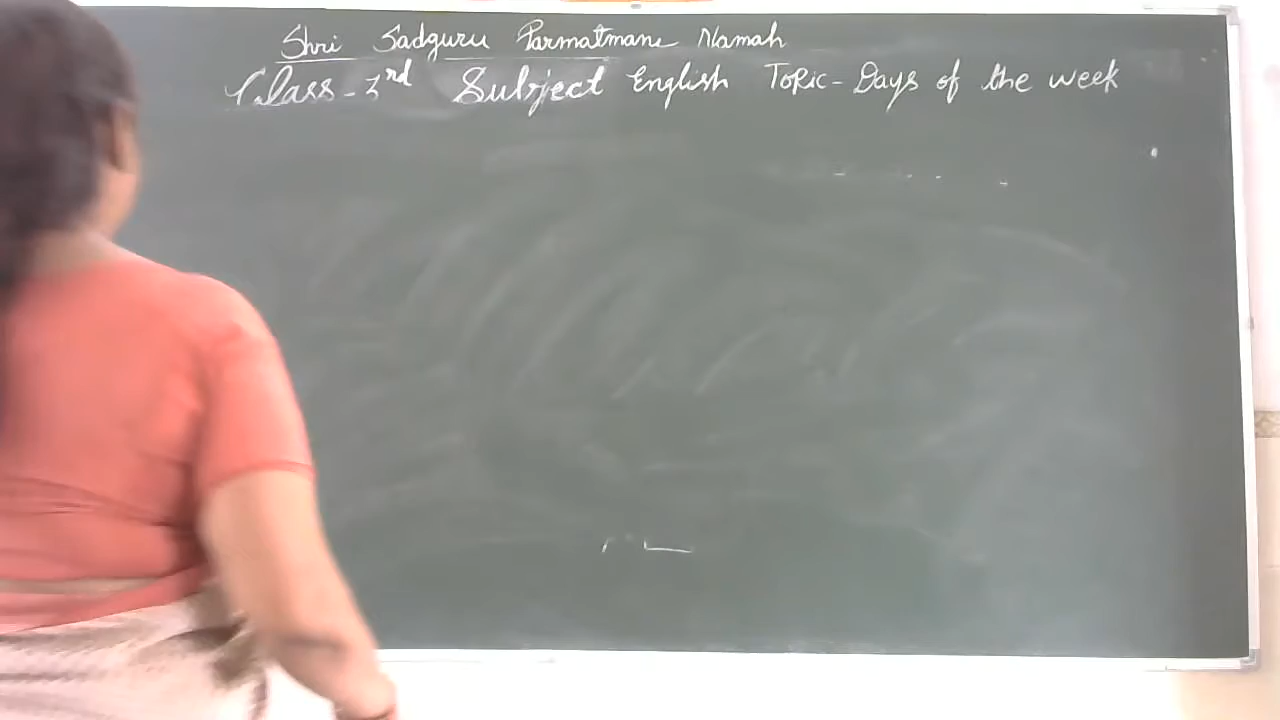 Shri Sadguru Parmatmane Namah
Class - 3rd Subject English Topic - Days of the week